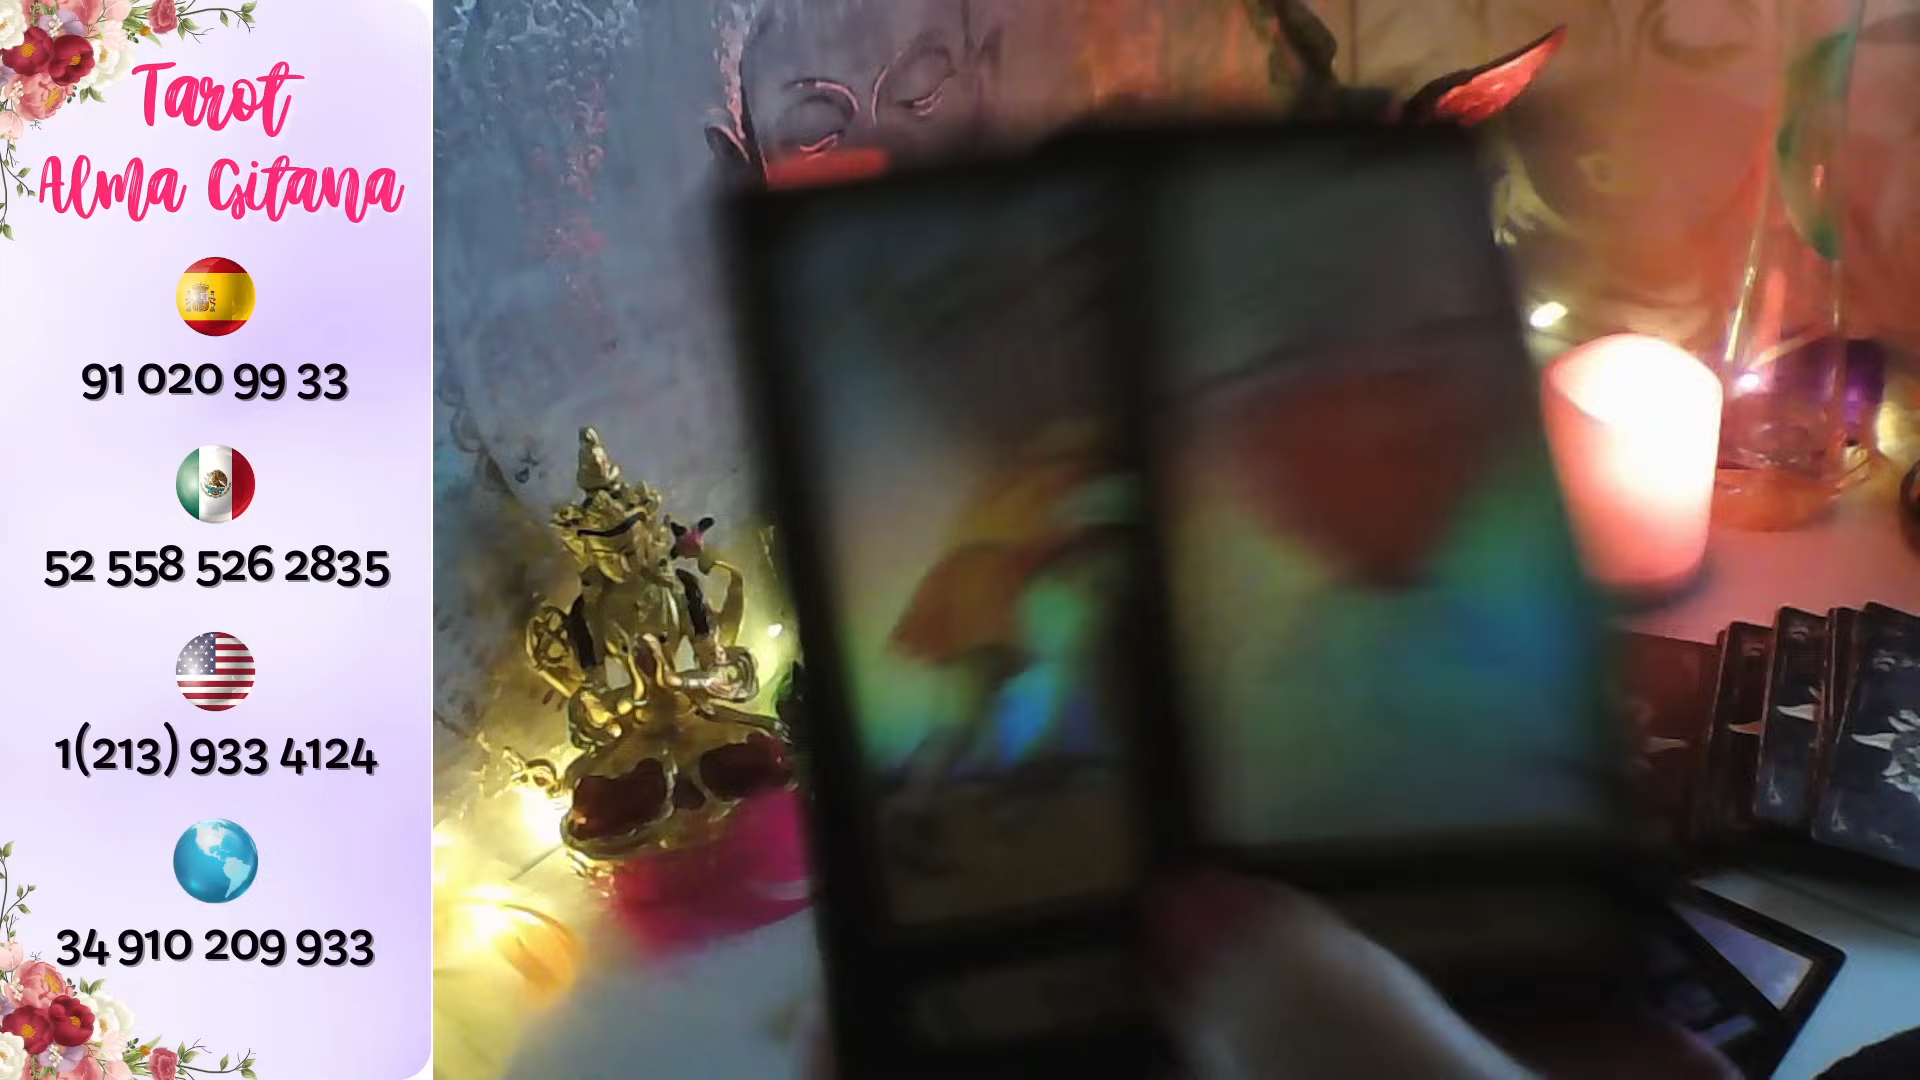 Tarot
Alma Gitana
91 020 99 33
52 558 526 2835
1(213) 933 4124
34 910 209 933